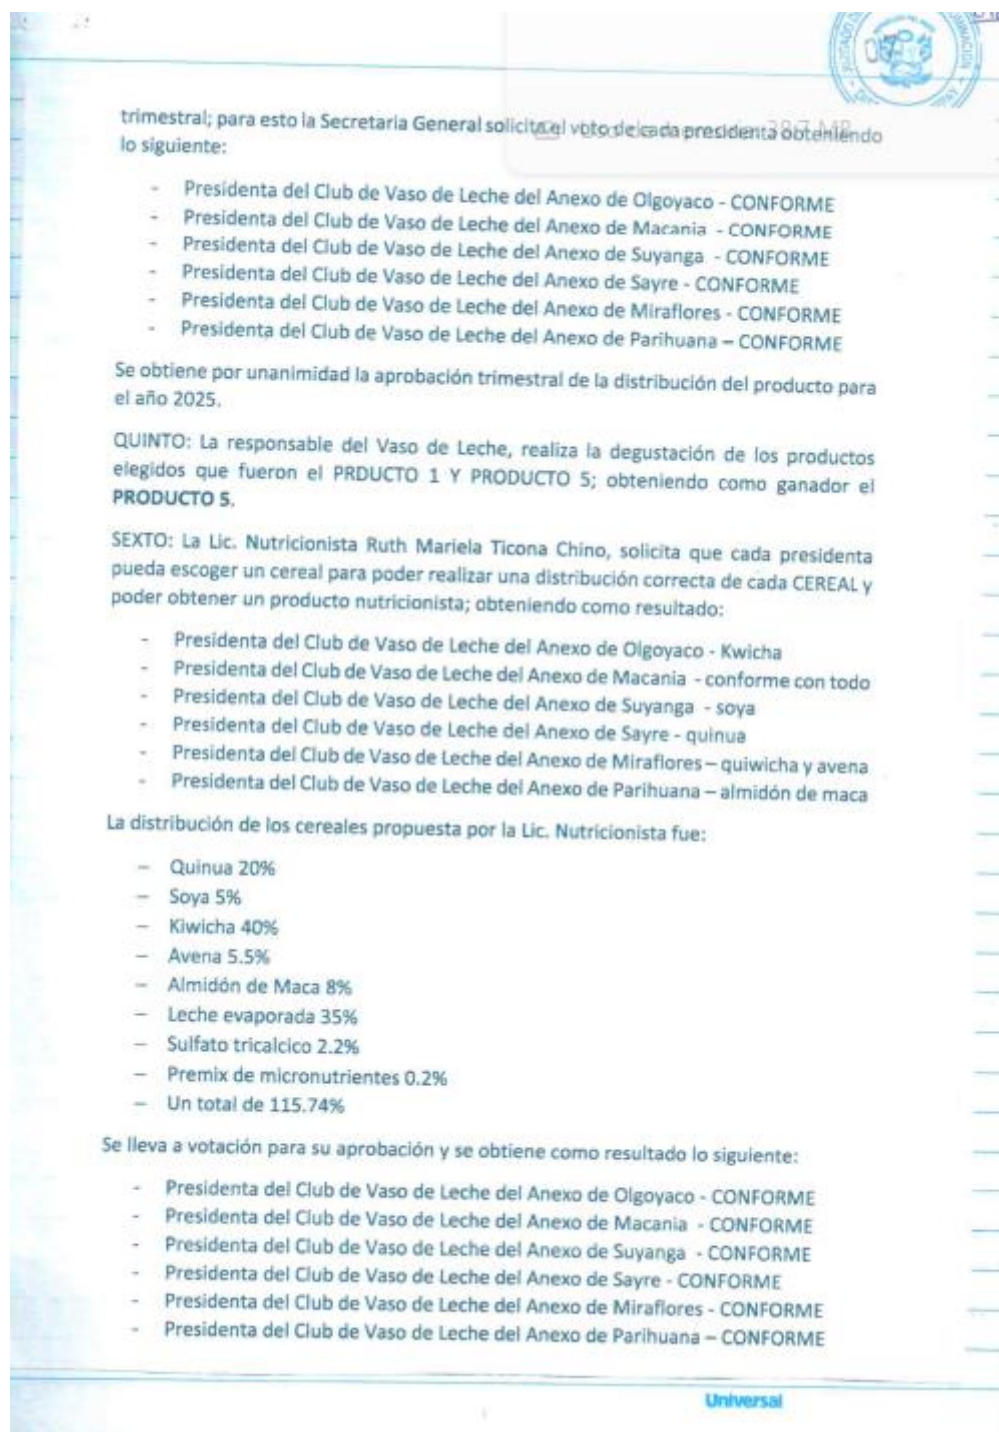 trimestral; para esto la Secretaria General solicita el voto de cada presidenta obteniendo
lo siguiente:
- Presidenta del Club de Vaso de Leche del Anexo de Olgoyaco - CONFORME
- Presidenta del Club de Vaso de Leche del Anexo de Macania - CONFORME
- Presidenta del Club de Vaso de Leche del Anexo de Suyanga - CONFORME
- Presidenta del Club de Vaso de Leche del Anexo de Sayre - CONFORME
- Presidenta del Club de Vaso de Leche del Anexo de Miraflores - CONFORME
- Presidenta del Club de Vaso de Leche del Anexo de Parihuana – CONFORME
Se obtiene por unanimidad la aprobación trimestral de la distribución del producto para
el año 2025.
QUINTO: La responsable del Vaso de Leche, realiza la degustación de los productos
elegidos que fueron el PRDUCTO 1 Y PRODUCTO 5; obteniendo como ganador el
PRODUCTO 5.
SEXTO: La Lic. Nutricionista Ruth Mariela Ticona Chino, solicita que cada presidenta
pueda escoger un cereal para poder realizar una distribución correcta de cada CEREAL y
poder obtener un producto nutricionista; obteniendo como resultado:
- Presidenta del Club de Vaso de Leche del Anexo de Olgoyaco - Kwicha
- Presidenta del Club de Vaso de Leche del Anexo de Macania - conforme con todo
- Presidenta del Club de Vaso de Leche del Anexo de Suyanga - soya
- Presidenta del Club de Vaso de Leche del Anexo de Sayre - quinua
- Presidenta del Club de Vaso de Leche del Anexo de Miraflores – quiwicha y avena
- Presidenta del Club de Vaso de Leche del Anexo de Parihuana – almidón de maca
La distribución de los cereales propuesta por la Lic. Nutricionista fue:
– Quinua 20%
– Soya 5%
– Kiwicha 40%
– Avena 5.5%
– Almidón de Maca 8%
– Leche evaporada 35%
– Sulfato tricalcico 2.2%
– Premix de micronutrientes 0.2%
– Un total de 115.74%
Se lleva a votación para su aprobación y se obtiene como resultado lo siguiente:
- Presidenta del Club de Vaso de Leche del Anexo de Olgoyaco - CONFORME
- Presidenta del Club de Vaso de Leche del Anexo de Macania - CONFORME
- Presidenta del Club de Vaso de Leche del Anexo de Suyanga - CONFORME
- Presidenta del Club de Vaso de Leche del Anexo de Sayre - CONFORME
- Presidenta del Club de Vaso de Leche del Anexo de Miraflores - CONFORME
- Presidenta del Club de Vaso de Leche del Anexo de Parihuana – CONFORME
Universal